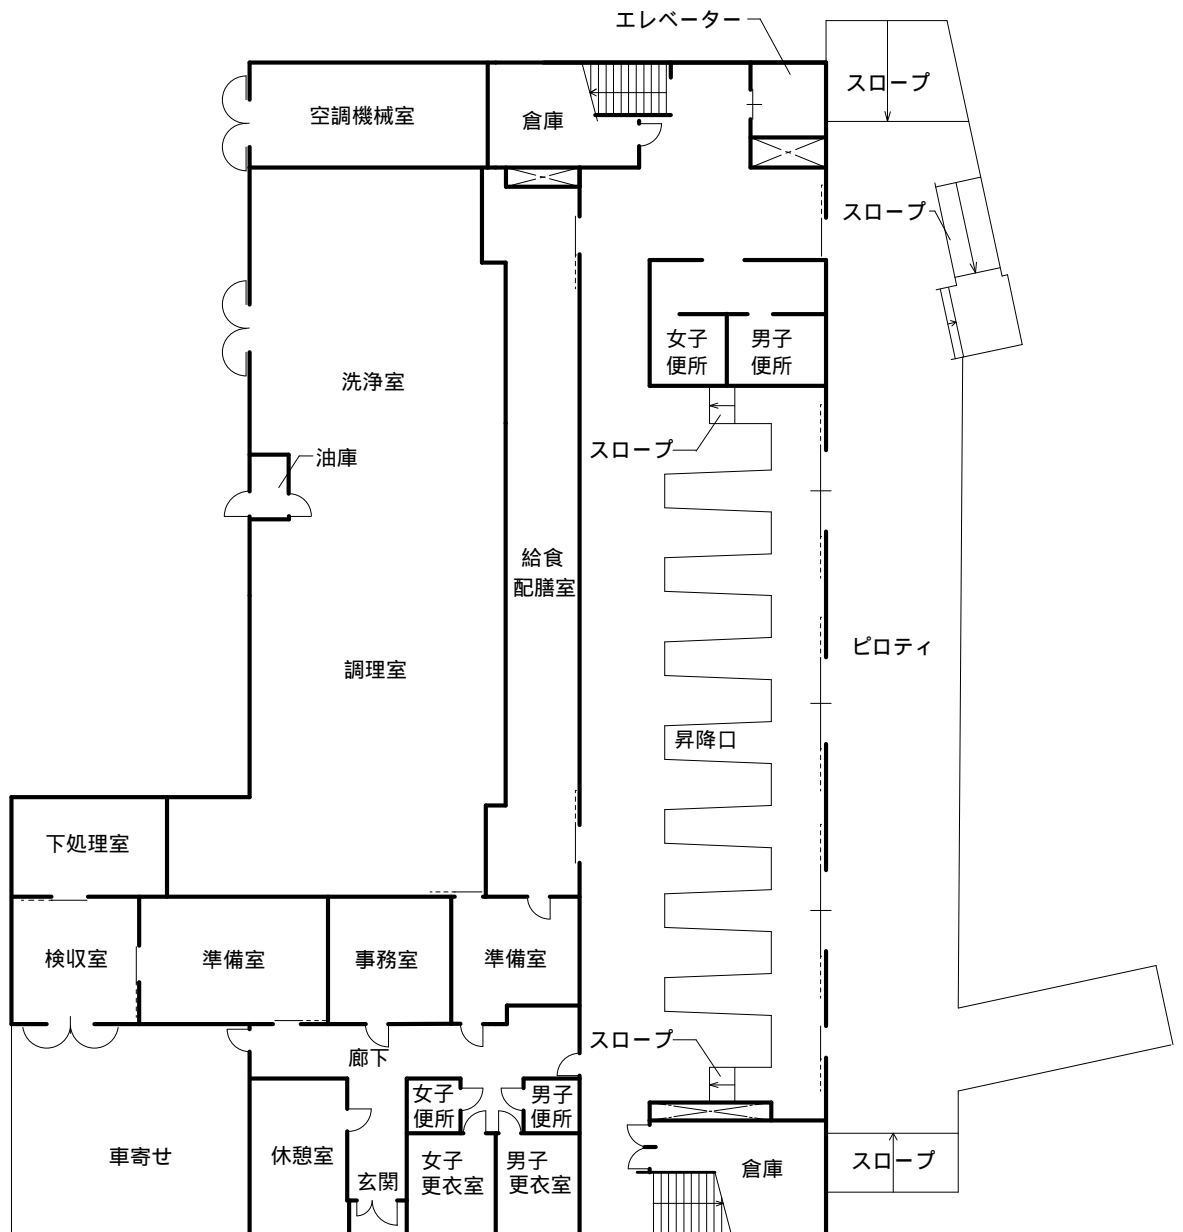 エレベーター
スロープ
空調機械室
倉庫
スロープ
女子
便所
男子
便所
洗浄室
スロープ
油庫
給食
配膳室
ピロティ
調理室
昇降口
下処理室
検収室
準備室
事務室
準備室
スロープ
廊下
女子
便所
男子
便所
車寄せ
休憩室
玄関
女子
更衣室
男子
更衣室
倉庫
スロープ